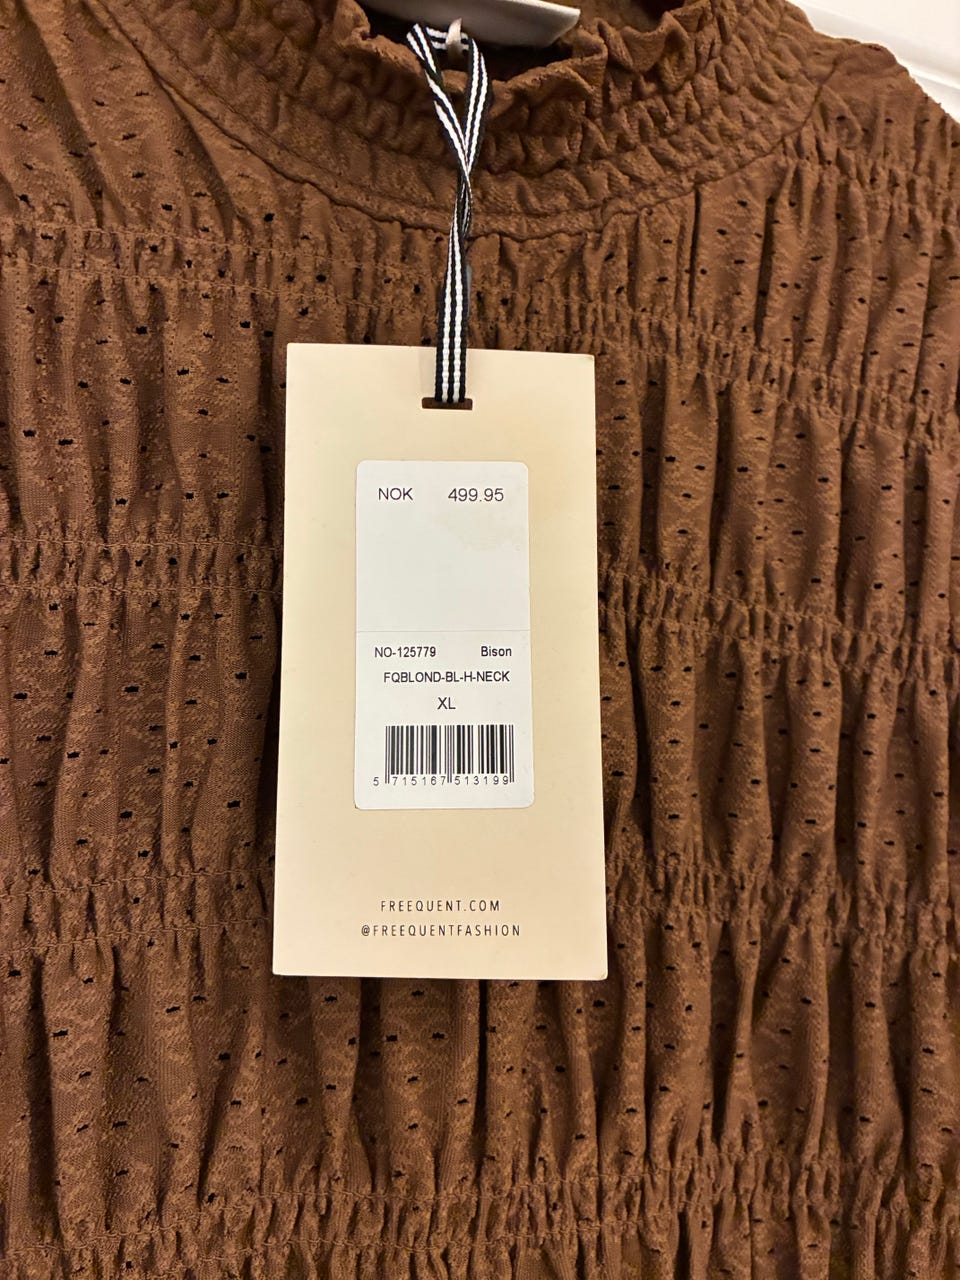 NOK 499.95
NO-125779 Bison
FQBLOND-BL-H-NECK
XL
5 715167 513199
FREEQUENT.COM
@FREEQUENTFASHION